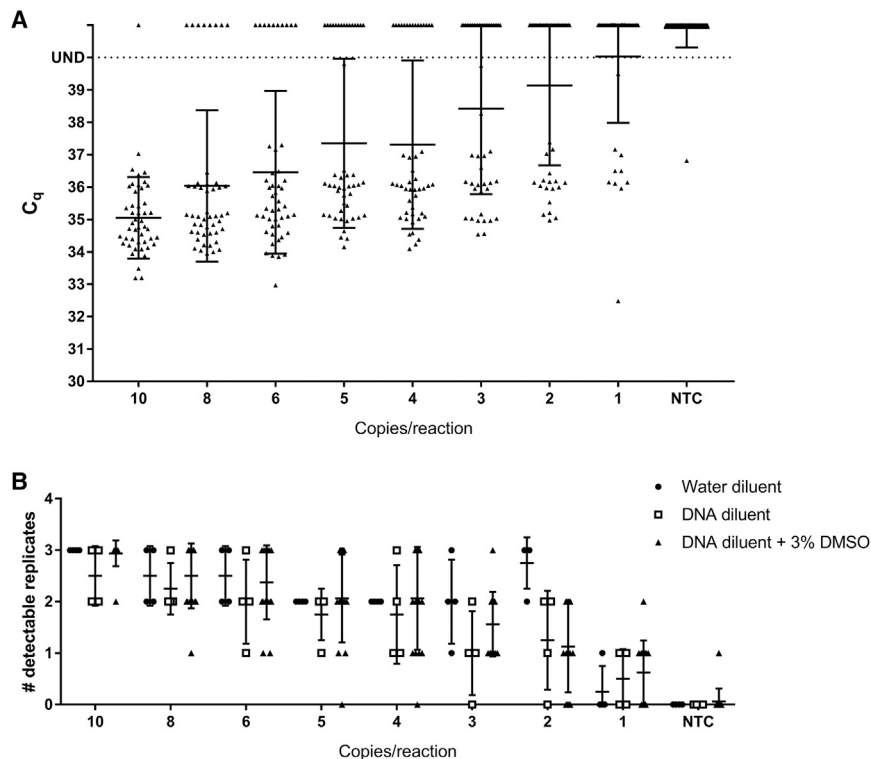 A
UND
39
38
37
36
35
34
33
32
31
30
Cq
10 8 6 5 4 3 2 1 NTC
Copies/reaction
B
Water diluent
DNA diluent
DNA diluent + 3% DMSO
4
3
2
1
0
# detectable replicates
10 8 6 5 4 3 2 1 NTC
Copies/reaction